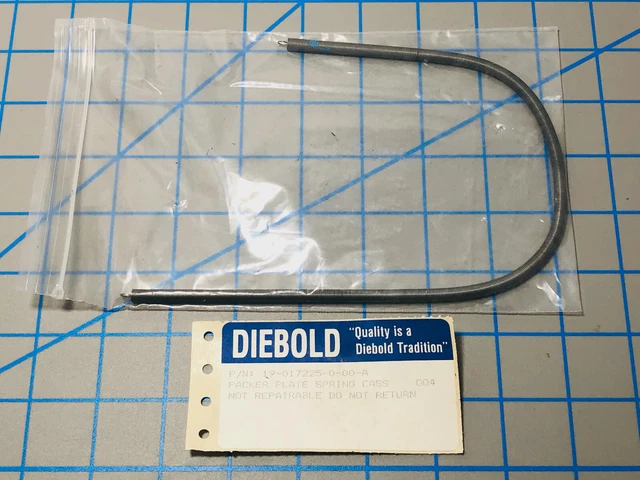 DIEBOLD "Quality is a
Diebold Tradition"
P/N: 19-017225-0-00-A
PACKER PLATE SPRING CASS 004
NOT REPAIRABLE DO NOT RETURN